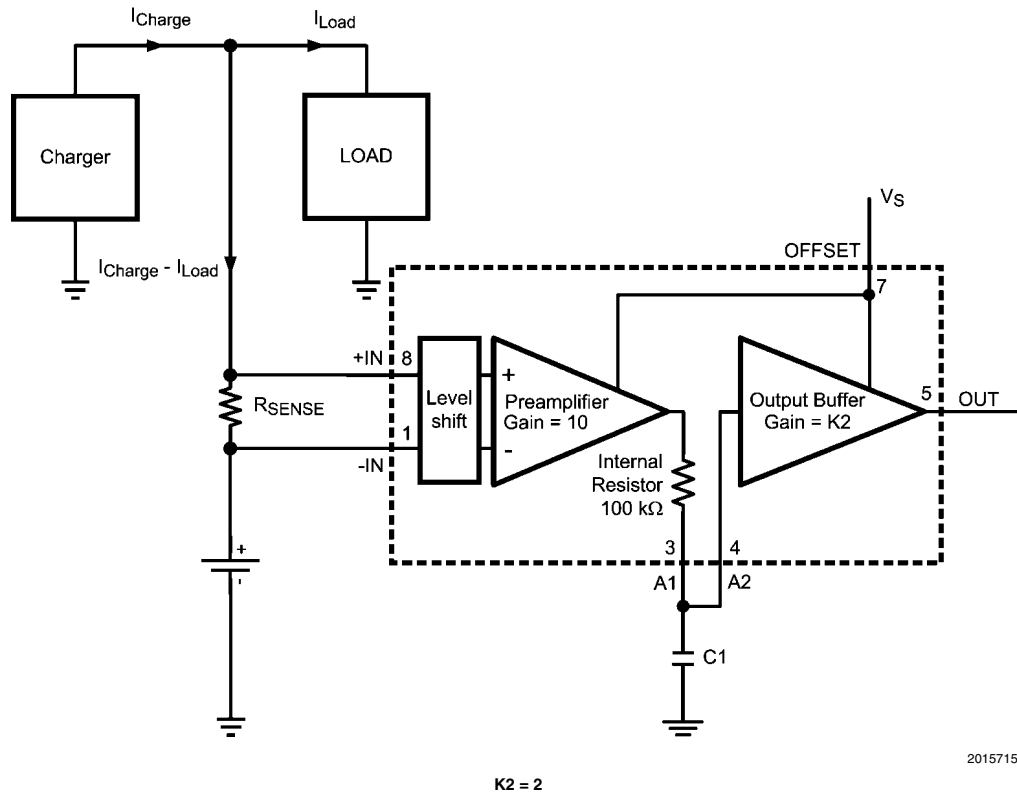 ICharge
ILoad
Charger
LOAD
ICharge - ILoad
VS
OFFSET
7
+IN
8
RSENSE
1
-IN
Level
shift
+
-
Preamplifier
Gain = 10
Output Buffer
Gain = K2
5
OUT
Internal
Resistor
100 kΩ
3
4
A1
A2
+
-
C1
2015715
K2 = 2